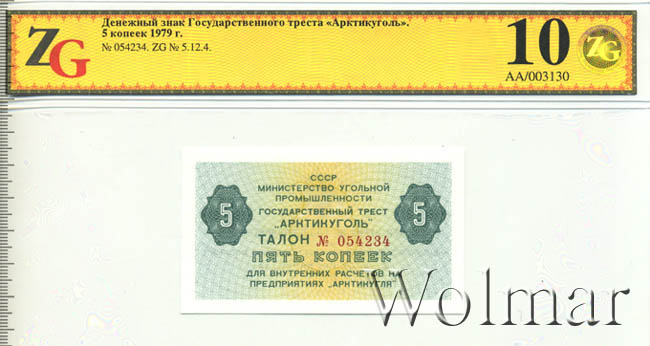 ZG
Денежный знак Государственного треста «Арктикуголь».
5 копеек 1979 г.
№ 054234. ZG № 5.12.4.
10
ZG
АА/003130
СССР
МИНИСТЕРСТВО УГОЛЬНОЙ
ПРОМЫШЛЕННОСТИ
ГОСУДАРСТВЕННЫЙ ТРЕСТ
„АРКТИКУГОЛЬ"
5
5
ТАЛОН № 054234
ПЯТЬ КОПЕЕК
ДЛЯ ВНУТРЕННИХ РАСЧЕТОВ НА
ПРЕДПРИЯТИЯХ „АРКТИКУГЛЯ"
Wolmar